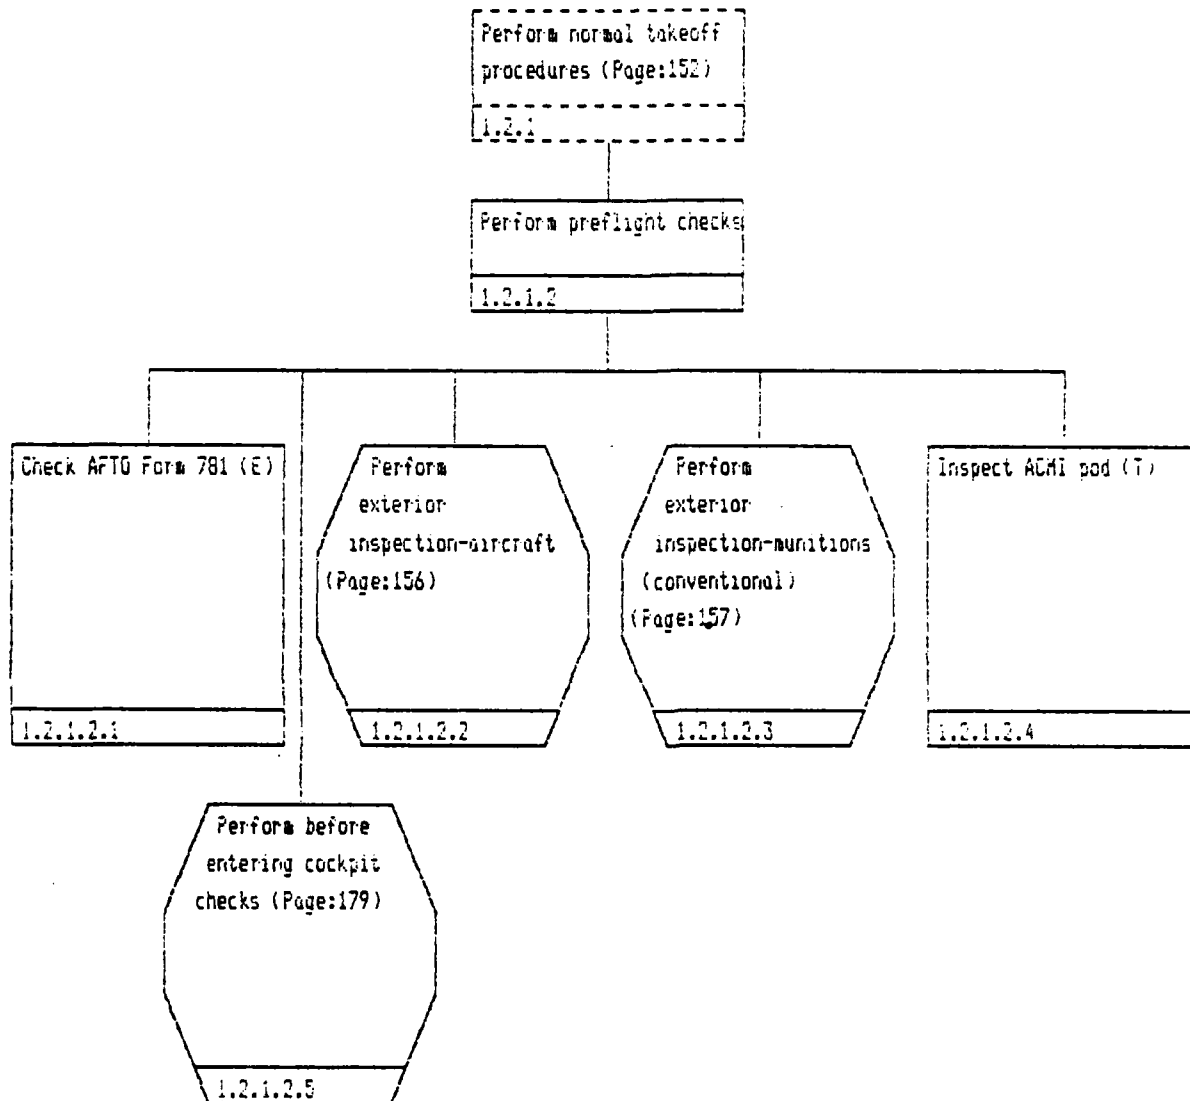 Perform normal takeoff
procedures (Page:152)
1.2.1
Perform preflight checks
1.2.1.2
Check AFTO Form 781 (E)
1.2.1.2.1
Perform
exterior
inspection-aircraft
(Page:156)
1.2.1.2.2
Perform
exterior
inspection-munitions
(conventional)
(Page:157)
1.2.1.2.3
Inspect ACMI pod (T)
1.2.1.2.4
Perform before
entering cockpit
checks (Page:179)
1.2.1.2.5